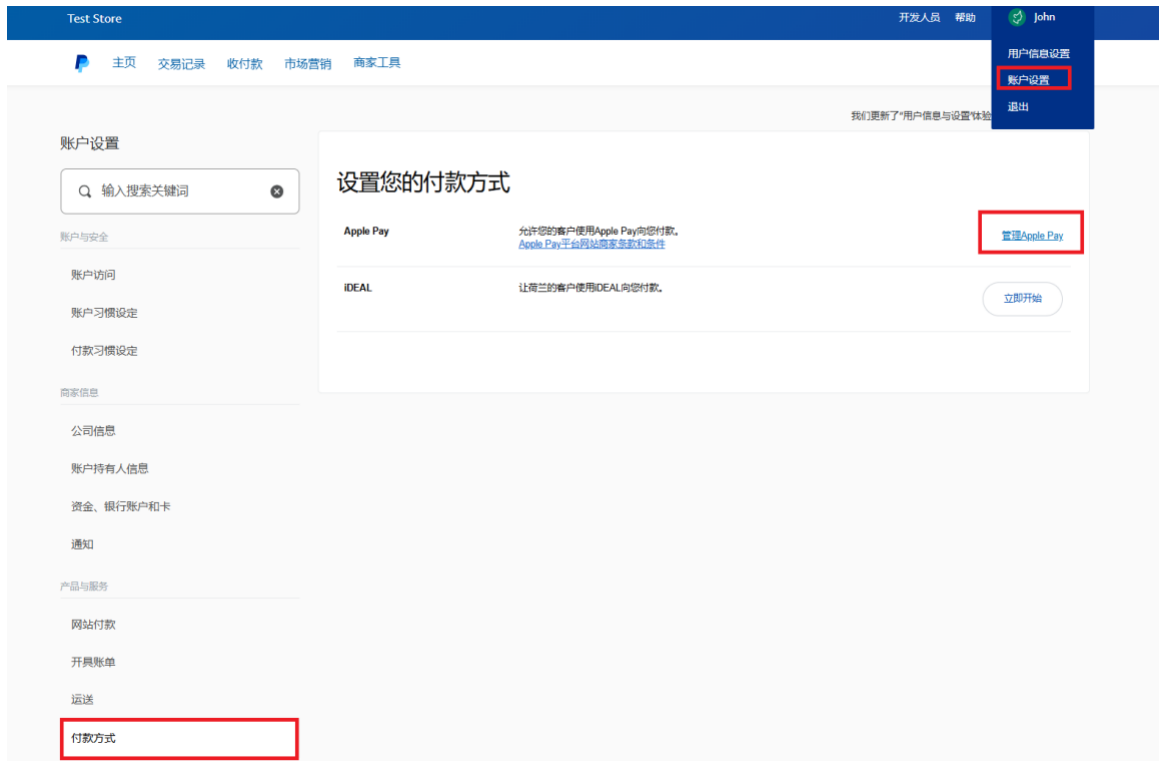 Test Store
开发人员 帮助 John
主页 交易记录 收付款 市场营销 商家工具
用户信息设置
账户设置
退出
我们更新了“用户信息与设置”体验
账户设置
输入搜索关键词
账户与安全
账户访问
账户习惯设定
付款习惯设定
商家信息
公司信息
账户持有人信息
资金、银行账户和卡
通知
产品与服务
网站付款
开具账单
运送
付款方式
设置您的付款方式
Apple Pay
允许您的客户使用Apple Pay向您付款。
Apple Pay平台网站商家条款和条件
管理Apple Pay
iDEAL
让荷兰的客户使用iDEAL向您付款。
立即开始